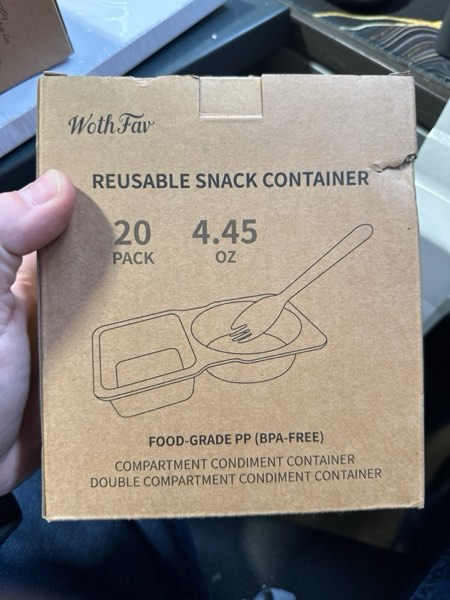 WothFav
REUSABLE SNACK CONTAINER
20 4.45
PACK OZ
FOOD-GRADE PP (BPA-FREE)
COMPARTMENT CONDIMENT CONTAINER
DOUBLE COMPARTMENT CONDIMENT CONTAINER